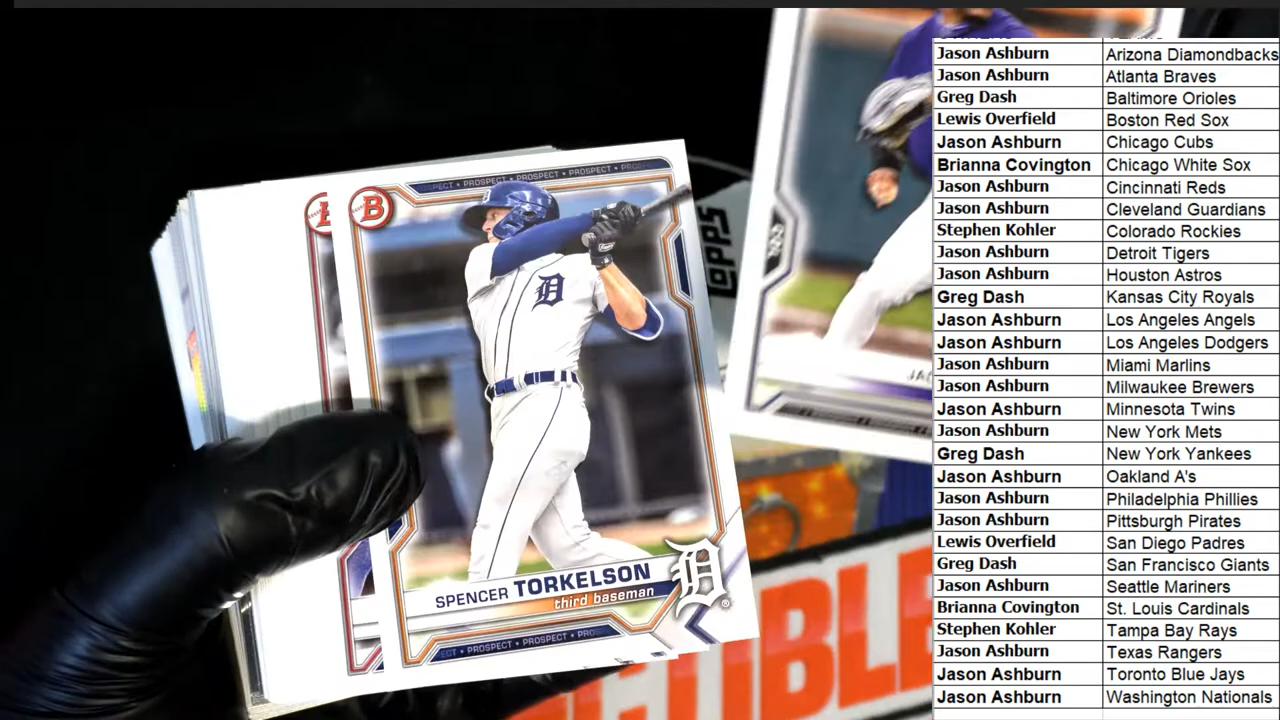 Jason Ashburn Arizona Diamondbacks
Jason Ashburn Atlanta Braves
Greg Dash Baltimore Orioles
Lewis Overfield Boston Red Sox
Jason Ashburn Chicago Cubs
Brianna Covington Chicago White Sox
Jason Ashburn Cincinnati Reds
Jason Ashburn Cleveland Guardians
Stephen Kohler Colorado Rockies
Jason Ashburn Detroit Tigers
Jason Ashburn Houston Astros
Greg Dash Kansas City Royals
Jason Ashburn Los Angeles Angels
Jason Ashburn Los Angeles Dodgers
Jason Ashburn Miami Marlins
Jason Ashburn Milwaukee Brewers
Jason Ashburn Minnesota Twins
Jason Ashburn New York Mets
Greg Dash New York Yankees
Jason Ashburn Oakland A's
Jason Ashburn Philadelphia Phillies
Jason Ashburn Pittsburgh Pirates
Lewis Overfield San Diego Padres
Greg Dash San Francisco Giants
Jason Ashburn Seattle Mariners
Brianna Covington St. Louis Cardinals
Stephen Kohler Tampa Bay Rays
Jason Ashburn Texas Rangers
Jason Ashburn Toronto Blue Jays
Jason Ashburn Washington Nationals
PROSPECT • PROSPECT • PROSPECT
B
D
SPENCER TORKELSON
third baseman
D
®
PROSPECT • PROSPECT